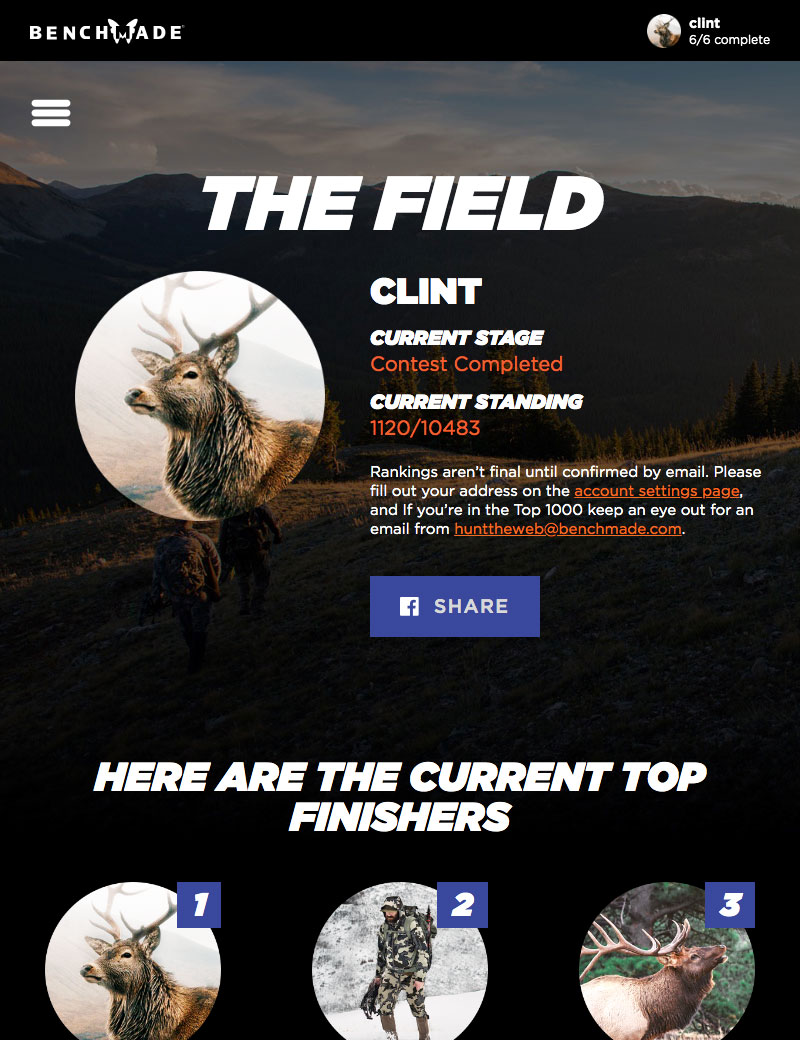 BENCHMADE
clint
6/6 complete
THE FIELD
CLINT
CURRENT STAGE
Contest Completed
CURRENT STANDING
1120/10483
Rankings aren't final until confirmed by email. Please
fill out your address on the account settings page,
and If you're in the Top 1000 keep an eye out for an
email from hunttheweb@benchmade.com.
SHARE
HERE ARE THE CURRENT TOP
FINISHERS
1
2
3